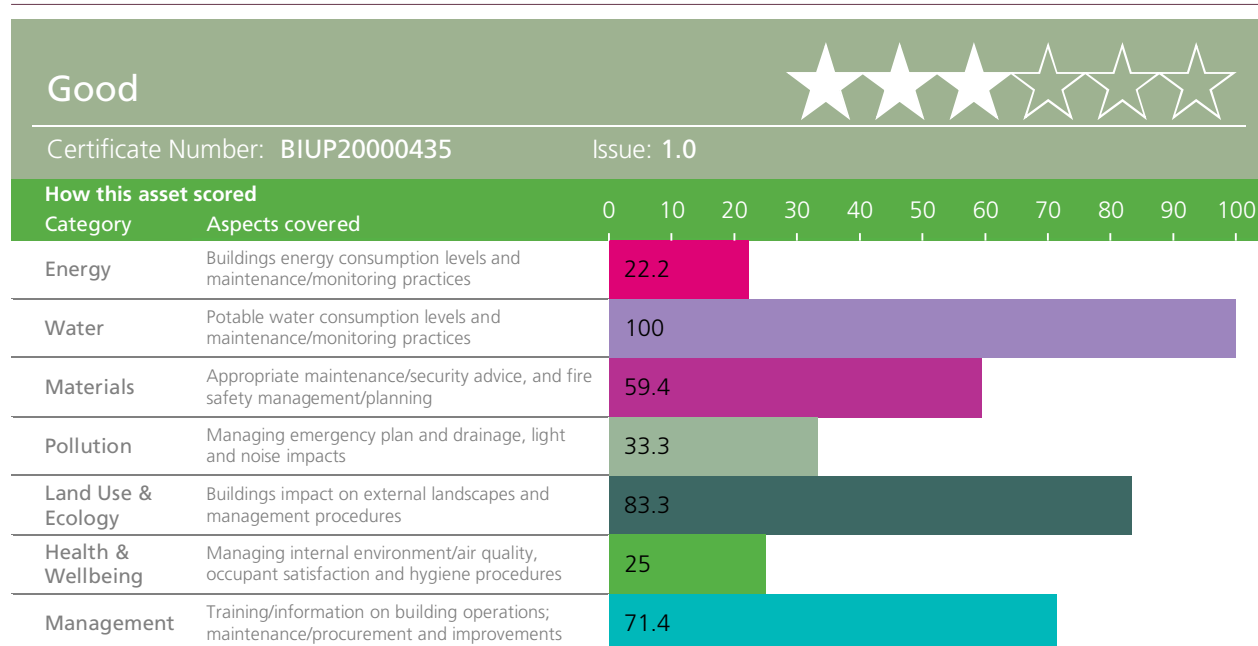 Good
Certificate Number: BIUP20000435 Issue: 1.0
How this asset scored
Category Aspects covered 0 10 20 30 40 50 60 70 80 90 100
Energy Buildings energy consumption levels and
maintenance/monitoring practices 22.2
Water Potable water consumption levels and
maintenance/monitoring practices 100
Materials Appropriate maintenance/security advice, and fire
safety management/planning 59.4
Pollution Managing emergency plan and drainage, light
and noise impacts 33.3
Land Use & Buildings impact on external landscapes and
Ecology management procedures 83.3
Health & Managing internal environment/air quality,
Wellbeing occupant satisfaction and hygiene procedures 25
Management Training/information on building operations;
maintenance/procurement and improvements 71.4